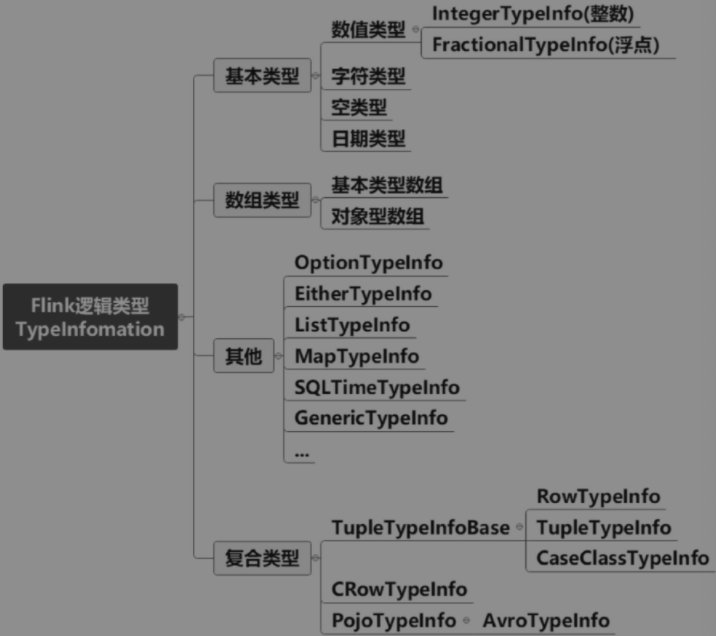 Flink逻辑类型
TypeInfomation
基本类型
数值类型
IntegerTypeInfo(整数)
FractionalTypeInfo(浮点)
字符类型
空类型
日期类型
数组类型
基本类型数组
对象型数组
其他
OptionTypeInfo
EitherTypeInfo
ListTypeInfo
MapTypeInfo
SQLTimeTypeInfo
GenericTypeInfo
...
复合类型
TupleTypeInfoBase
RowTypeInfo
TupleTypeInfo
CaseClassTypeInfo
CRowTypeInfo
PojoTypeInfo
AvroTypeInfo